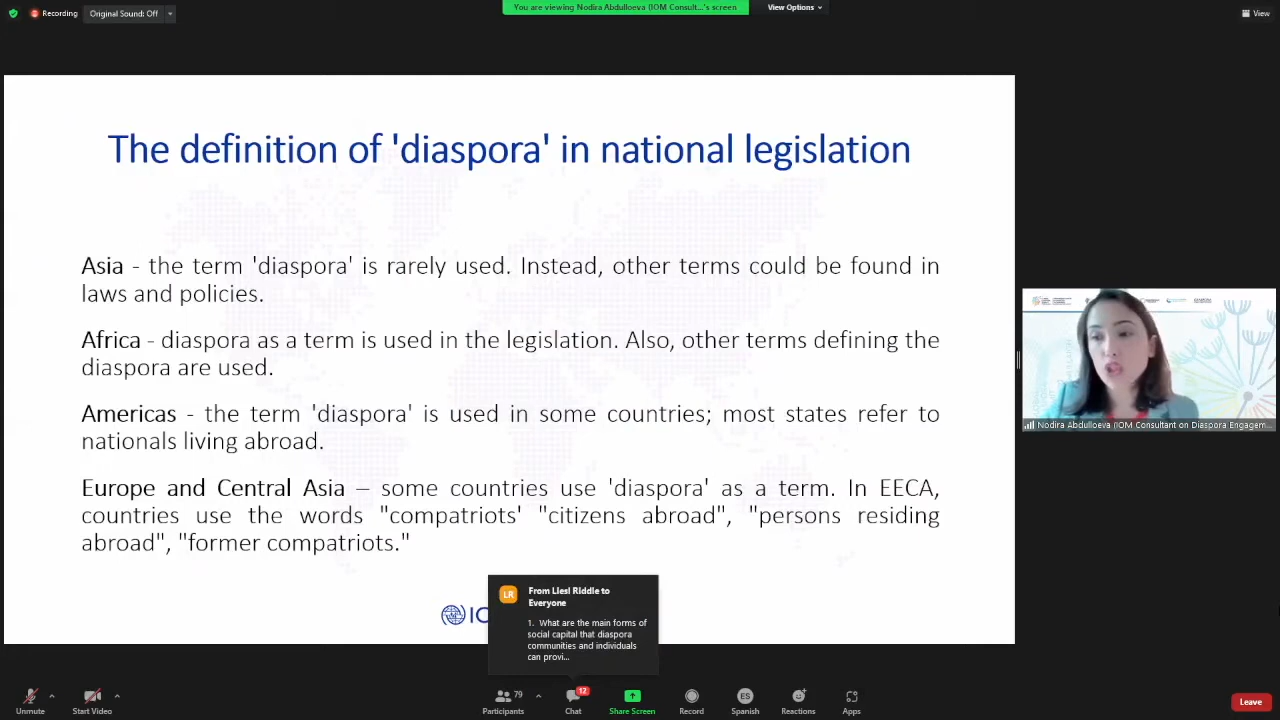 Recording
Original Sound: Off
You are viewing Nodira Abdulloeva (IOM Consult...'s screen
View Options
View
The definition of 'diaspora' in national legislation
Asia - the term 'diaspora' is rarely used. Instead, other terms could be found in
laws and policies.
Africa - diaspora as a term is used in the legislation. Also, other terms defining the
diaspora are used.
Americas - the term 'diaspora' is used in some countries; most states refer to
nationals living abroad.
Europe and Central Asia – some countries use 'diaspora' as a term. In EECA,
countries use the words "compatriots' "citizens abroad", "persons residing
abroad", "former compatriots."
Nodira Abdulloeva (IOM Consultant on Diaspora Engagem...
LR
From Liesl Riddle to
Everyone
1. What are the main forms of
social capital that diaspora
communities and individuals
can provi...
Unmute
Start Video
79
Participants
12
Chat
Share Screen
Record
ES
Spanish
Reactions
Apps
Leave